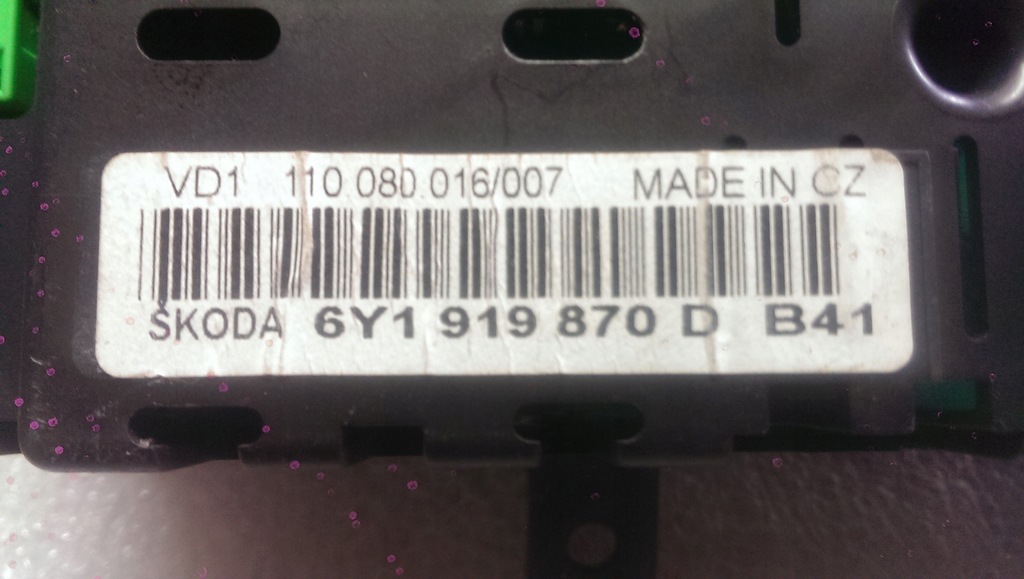 VD1 110.080.016/007 MADE IN CZ
ŠKODA 6Y1 919 870 D B41